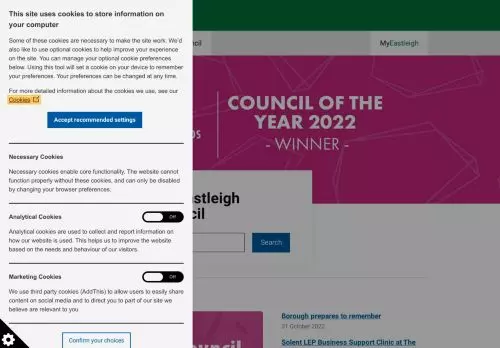 This site uses cookies to store information on
your computer
Some of these cookies are necessary to make the site work. We'd
also like to use optional cookies to help improve your experience
on the site. You can manage your optional cookie preferences
below. Using this tool will set a cookie on your device to remember
your preferences. Your preferences can be changed at any time.
For more detailed information about the cookies we use, see our
Cookies
Accept recommended settings
Necessary Cookies
Necessary cookies enable core functionality. The website cannot
function properly without these cookies, and can only be disabled
by changing your browser preferences.
Analytical Cookies
Off
Analytical cookies are used to collect and report information on
how our website is used. This helps us to improve the website
based on the needs and behaviour of our visitors.
Marketing Cookies
Off
We use third party cookies (AddThis) to allow users to easily share
content on social media and to direct you to part of our site we
believe are relevant to you
Confirm your choices
MyEastleigh
COUNCIL OF THE
YEAR 2022
- WINNER -
Eastleigh
Search
Borough prepares to remember
31 October 2022
Solent LEP Business Support Clinic at The